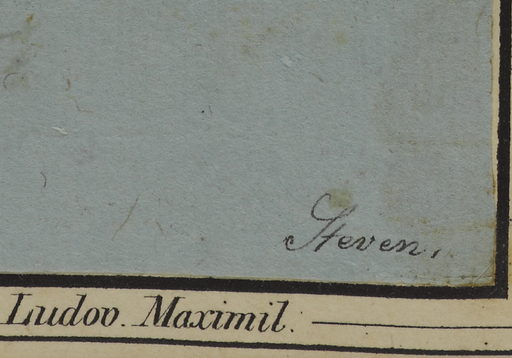 Steven.
Ludov. Maximil.